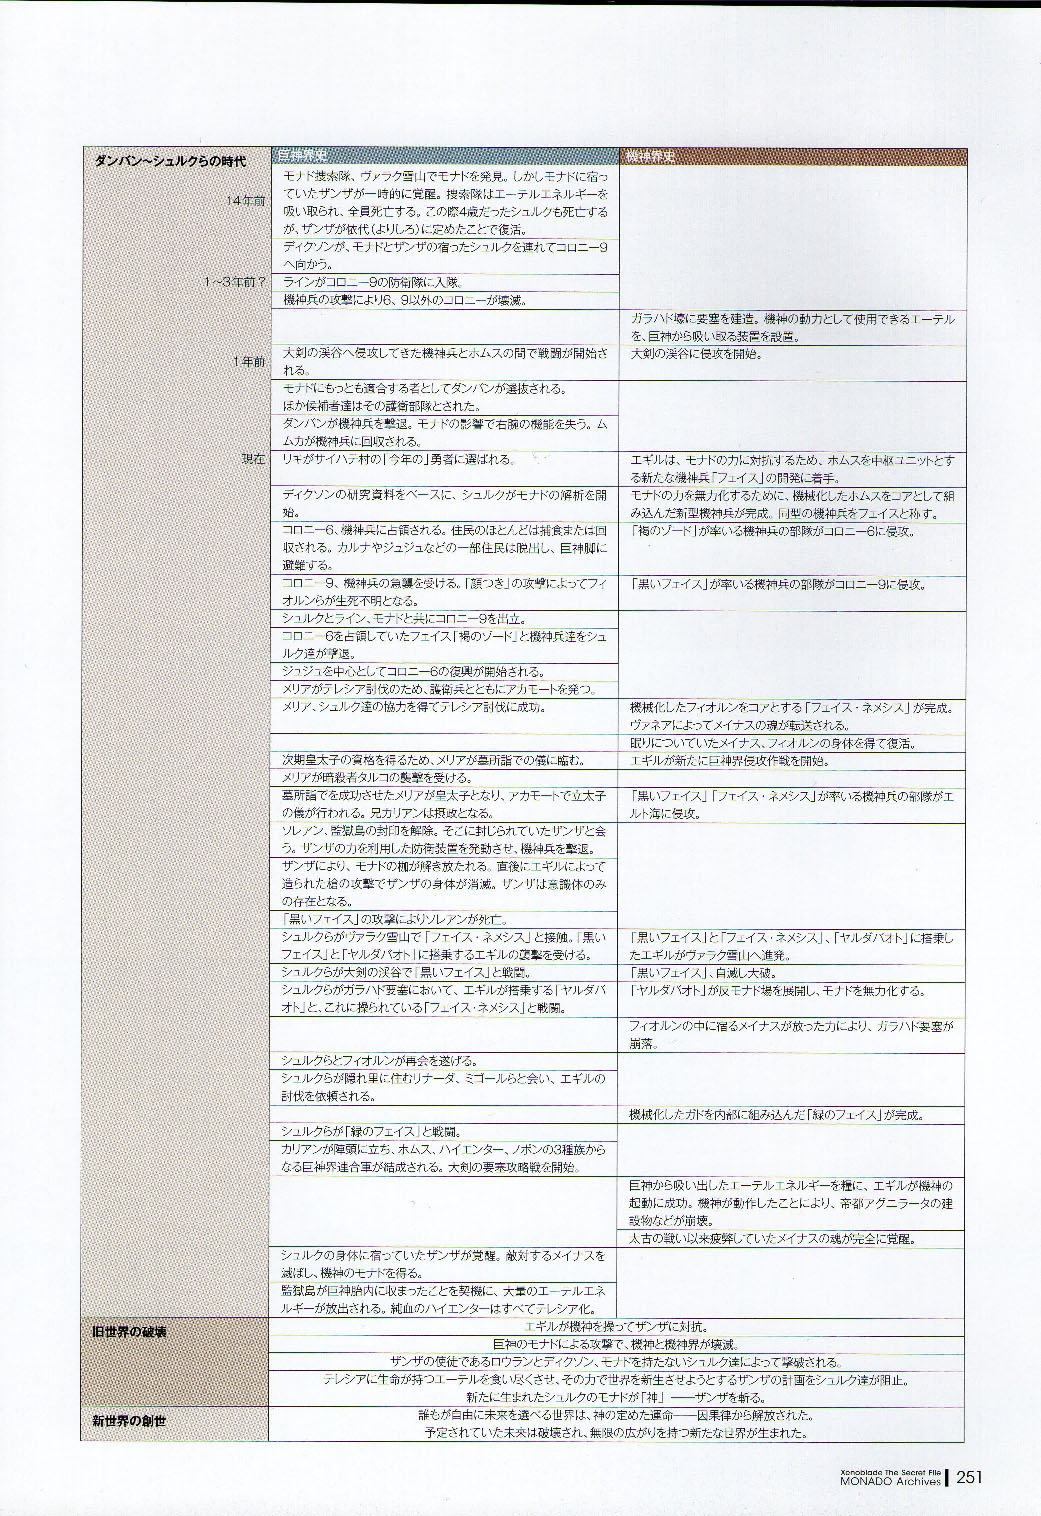 ダンバン〜シュルクらの時代
巨神界史
機神界史
14年前
モナド捜索隊、ヴァラク雪山でモナドを発見。しかしモナドに宿っ
ていたザンザが一時的に覚醒。捜索隊はエーテルエネルギーを
吸い取られ、全員死亡する。この際4歳だったシュルクも死亡する
が、ザンザが依代(よりしろ)に定めたことで復活。
ディクソンが、モナドとザンザの宿ったシュルクを連れてコロニー9
へ向かう。
1〜3年前?
ラインがコロニー9の防衛隊に入隊。
機神兵の攻撃により6、9以外のコロニーが壊滅。
ガラハド壕に要塞を建造。機神の動力として使用できるエーテル
を、巨神から吸い取る装置を設置。
1年前
大剣の渓谷へ侵攻してきた機神兵とホムスの間で戦闘が開始さ
れる。
大剣の渓谷に侵攻を開始。
モナドにもっとも適合する者としてダンバンが選抜される。
ほか候補者達はその護衛部隊とされた。
ダンバンが機神兵を撃退。モナドの影響で右腕の機能を失う。ム
ムカが機神兵に回収される。
現在
リキがサイハテ村の「今年の」勇者に選ばれる。
エギルは、モナドの力に対抗するため、ホムスを中枢ユニットとす
る新たな機神兵「フェイス」の開発に着手。
ディクソンの研究資料をベースに、シュルクがモナドの解析を開
始。
モナドの力を無力化するために、機械化したホムスをコアとして組
み込んだ新型機神兵が完成。同型の機神兵をフェイスと称す。
コロニー6、機神兵に占領される。住民のほとんどは捕食または回
収される。カルナやジュジュなどの一部住民は脱出し、巨神脚に
避難する。
「褐のゾード」が率いる機神兵の部隊がコロニー6に侵攻。
コロニー9、機神兵の急襲を受ける。「顔つき」の攻撃によってフィ
オルンらが生死不明となる。
「黒いフェイス」が率いる機神兵の部隊がコロニー9に侵攻。
シュルクとライン、モナドと共にコロニー9を出立。
コロニー6を占領していたフェイス「褐のゾード」と機神兵達をシュ
ルク達が撃退。
ジュジュを中心としてコロニー6の復興が開始される。
メリアがテレシア討伐のため、護衛兵とともにアカモートを発つ。
メリア、シュルク達の協力を得てテレシア討伐に成功。
機械化したフィオルンをコアとする「フェイス・ネメシス」が完成。
ヴァネアによってメイナスの魂が転送される。
眠りについていたメイナス、フィオルンの身体を得て復活。
次期皇太子の資格を得るため、メリアが墓所詣での儀に臨む。
エギルが新たに巨神界侵攻作戦を開始。
メリアが暗殺者タルコの襲撃を受ける。
墓所詣でを成功させたメリアが皇太子となり、アカモートで立太子
の儀が行われる。兄カリアンは摂政となる。
「黒いフェイス」「フェイス・ネメシス」が率いる機神兵の部隊がエ
ルト海に侵攻。
ソレアン、監獄島の封印を解除。そこに封じられていたザンザと会
う。ザンザの力を利用した防衛装置を発動させ、機神兵を撃退。
ザンザにより、モナドの枷が解き放たれる。直後にエギルによって
造られた槍の攻撃でザンザの身体が消滅。ザンザは意識体のみ
の存在となる。
「黒いフェイス」の攻撃によりソレアンが死亡。
シュルクらがヴァラク雪山で「フェイス・ネメシス」と接触。「黒い
フェイス」と「ヤルダバオト」に搭乗するエギルの襲撃を受ける。
「黒いフェイス」と「フェイス・ネメシス」、「ヤルダバオト」に搭乗し
たエギルがヴァラク雪山へ進発。
シュルクらが大剣の渓谷で「黒いフェイス」と戦闘。
「黒いフェイス」、自滅し大破。
シュルクらがガラハド要塞において、エギルが搭乗する「ヤルダバ
オト」と、これに操られている「フェイス・ネメシス」と戦闘。
「ヤルダバオト」が反モナド場を展開し、モナドを無力化する。
フィオルンの中に宿るメイナスが放った力により、ガラハド要塞が
崩落。
シュルクらとフィオルンが再会を遂げる。
シュルクらが隠れ里に住むリナーダ、ミゴールらと会い、エギルの
討伐を依頼される。
機械化したガドを内部に組み込んだ「緑のフェイス」が完成。
シュルクらが「緑のフェイス」と戦闘。
カリアンが陣頭に立ち、ホムス、ハイエンター、ノポンの3種族から
なる巨神界連合軍が結成される。大剣の要塞攻略戦を開始。
巨神から吸い出したエーテルエネルギーを糧に、エギルが機神の
起動に成功。機神が動作したことにより、帝都アグニラータの建
設物などが崩壊。
太古の戦い以来疲弊していたメイナスの魂が完全に覚醒。
シュルクの身体に宿っていたザンザが覚醒。敵対するメイナスを
滅ぼし、機神のモナドを得る。
監獄島が巨神胎内に収まったことを契機に、大量のエーテルエネ
ルギーが放出される。純血のハイエンターはすべてテレシア化。
旧世界の破壊
エギルが機神を操ってザンザに対抗。
巨神のモナドによる攻撃で、機神と機神界が壊滅。
ザンザの使徒であるロウランとディクソン、モナドを持たないシュルク達によって撃破される。
テレシアに生命が持つエーテルを食い尽くさせ、その力で世界を新生させようとするザンザの計画をシュルク達が阻止。
新たに生まれたシュルクのモナドが「神」――ザンザを斬る。
新世界の創世
誰もが自由に未来を選べる世界は、神の定めた運命――因果律から解放された。
予定されていた未来は破壊され、無限の広がりを持つ新たな世界が生まれた。
Xenoblade The Secret File
MONADO Archives
251